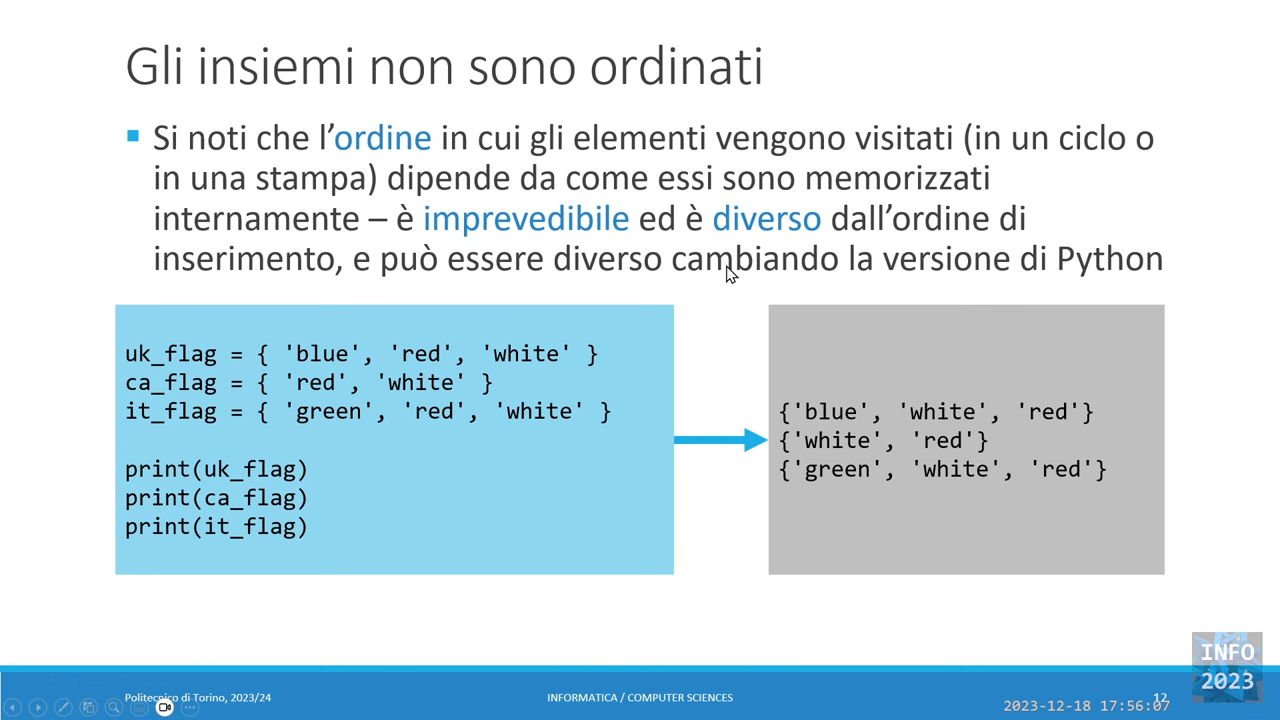 Gli insiemi non sono ordinati
▪ Si noti che l’ordine in cui gli elementi vengono visitati (in un ciclo o
in una stampa) dipende da come essi sono memorizzati
internamente – è imprevedibile ed è diverso dall’ordine di
inserimento, e può essere diverso cambiando la versione di Python
uk_flag = { 'blue', 'red', 'white' }
ca_flag = { 'red', 'white' }
it_flag = { 'green', 'red', 'white' }
print(uk_flag)
print(ca_flag)
print(it_flag)
{'blue', 'white', 'red'}
{'white', 'red'}
{'green', 'white', 'red'}
Politecnico di Torino, 2023/24
INFORMATICA / COMPUTER SCIENCES
12
INFO
2023
2023-12-18 17:56:07